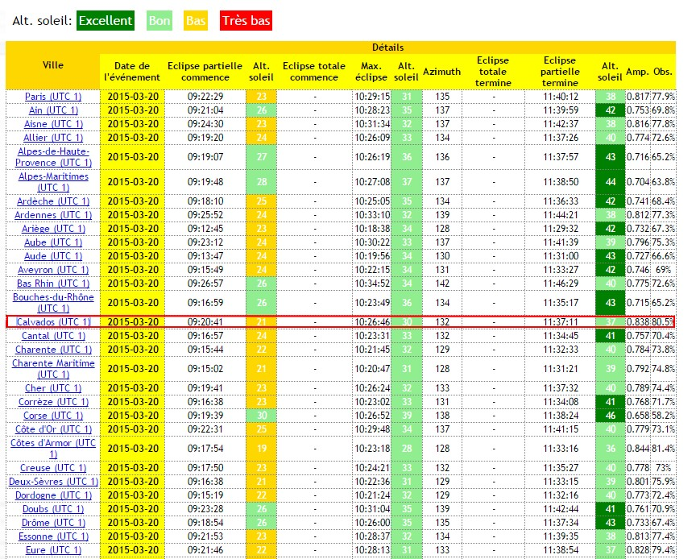 Alt. soleil: Excellent Bon Bas Très bas
Détails
Ville Date de l'événement Eclipse partielle commence Alt. soleil Eclipse totale commence Max. éclipse Alt. soleil Azimuth Eclipse totale termine Eclipse partielle termine Alt. soleil Amp. Obs.
Paris (UTC 1) 2015-03-20 09:22:29 23 - 10:29:15 31 135 - 11:40:12 38 0.817 77.9%
Ain (UTC 1) 2015-03-20 09:21:04 26 - 10:28:23 35 137 - 11:39:59 42 0.753 69.8%
Aisne (UTC 1) 2015-03-20 09:24:30 23 - 10:31:34 32 137 - 11:42:37 38 0.816 77.8%
Allier (UTC 1) 2015-03-20 09:19:20 24 - 10:26:09 33 134 - 11:37:26 40 0.774 72.6%
Alpes-de-Haute-Provence (UTC 1) 2015-03-20 09:19:07 27 - 10:26:19 36 136 - 11:37:57 43 0.716 65.2%
Alpes-Maritimes (UTC 1) 2015-03-20 09:19:48 28 - 10:27:08 37 137 - 11:38:50 44 0.704 63.8%
Ardèche (UTC 1) 2015-03-20 09:18:10 25 - 10:25:05 35 134 - 11:36:33 42 0.741 68.4%
Ardennes (UTC 1) 2015-03-20 09:25:52 24 - 10:33:10 32 139 - 11:44:21 38 0.812 77.3%
Ariège (UTC 1) 2015-03-20 09:12:45 23 - 10:18:38 34 128 - 11:29:32 42 0.732 67.3%
Aube (UTC 1) 2015-03-20 09:23:12 24 - 10:30:22 33 137 - 11:41:39 39 0.796 75.3%
Aude (UTC 1) 2015-03-20 09:13:47 24 - 10:19:56 34 130 - 11:31:00 43 0.727 66.6%
Aveyron (UTC 1) 2015-03-20 09:15:49 24 - 10:22:15 34 131 - 11:33:27 42 0.746 69%
Bas Rhin (UTC 1) 2015-03-20 09:26:57 26 - 10:34:52 34 142 - 11:46:29 40 0.775 72.6%
Bouches-du-Rhône (UTC 1) 2015-03-20 09:16:59 26 - 10:23:49 36 134 - 11:35:17 43 0.715 65.2%
Calvados (UTC 1) 2015-03-20 09:20:41 21 - 10:26:46 30 132 - 11:37:11 37 0.838 80.5%
Cantal (UTC 1) 2015-03-20 09:16:57 24 - 10:23:31 33 132 - 11:34:45 41 0.757 70.4%
Charente (UTC 1) 2015-03-20 09:15:44 22 - 10:21:45 32 129 - 11:32:33 40 0.784 73.8%
Charente Maritime (UTC 1) 2015-03-20 09:15:02 21 - 10:20:47 31 128 - 11:31:21 39 0.792 74.8%
Cher (UTC 1) 2015-03-20 09:19:41 23 - 10:26:24 32 133 - 11:37:32 40 0.789 74.4%
Corrèze (UTC 1) 2015-03-20 09:16:38 23 - 10:23:02 33 131 - 11:34:08 41 0.768 71.7%
Corse (UTC 1) 2015-03-20 09:19:39 30 - 10:26:52 39 138 - 11:38:24 46 0.658 58.2%
Côte d'Or (UTC 1) 2015-03-20 09:22:31 25 - 10:29:48 34 137 - 11:41:15 40 0.779 73.1%
Côtes d'Armor (UTC 1) 2015-03-20 09:17:54 19 - 10:23:18 28 128 - 11:33:16 36 0.844 81.4%
Creuse (UTC 1) 2015-03-20 09:17:50 23 - 10:24:21 33 132 - 11:35:27 40 0.778 73%
Deux-Sèvres (UTC 1) 2015-03-20 09:16:38 21 - 10:22:36 31 129 - 11:33:15 39 0.801 75.9%
Dordogne (UTC 1) 2015-03-20 09:15:19 22 - 10:21:24 32 129 - 11:32:16 40 0.773 72.4%
Doubs (UTC 1) 2015-03-20 09:23:28 26 - 10:31:04 35 139 - 11:42:44 41 0.761 70.9%
Drôme (UTC 1) 2015-03-20 09:18:54 26 - 10:26:00 35 135 - 11:37:34 43 0.733 67.4%
Essonne (UTC 1) 2015-03-20 09:21:53 23 - 10:28:37 32 134 - 11:39:31 38 0.813 77.4%
Eure (UTC 1) 2015-03-20 09:21:46 22 - 10:28:13 31 133 - 11:38:54 37 0.828 79.4%